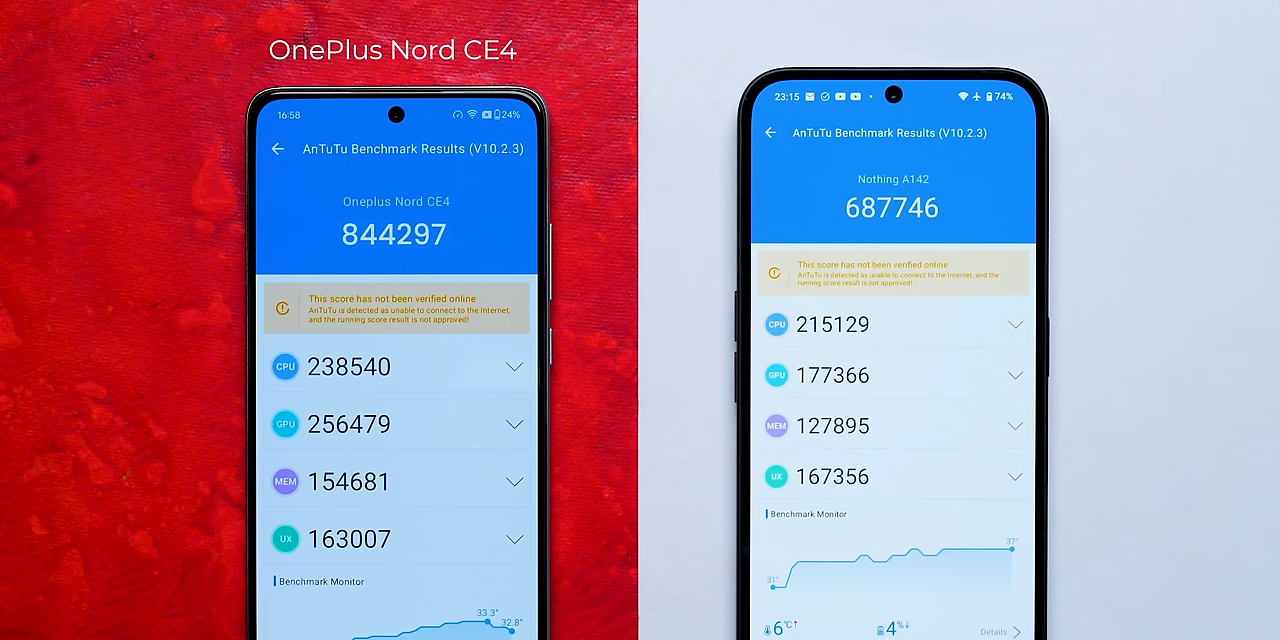 OnePlus Nord CE4
16:58
24%
AnTuTu Benchmark Results (V10.2.3)
Oneplus Nord CE4
844297
This score has not been verified online
AnTuTu is detected as unable to connect to the Internet,
and the running score result is not approved!
CPU 238540
GPU 256479
MEM 154681
UX 163007
Benchmark Monitor
33.3°
32.8°
23:15
74%
AnTuTu Benchmark Results (V10.2.3)
Nothing A142
687746
This score has not been verified online
AnTuTu is detected as unable to connect to the Internet, and the
running score result is not approved!
CPU 215129
GPU 177366
MEM 127895
UX 167356
Benchmark Monitor
31°
37°
6°C↑
4%↓
Details